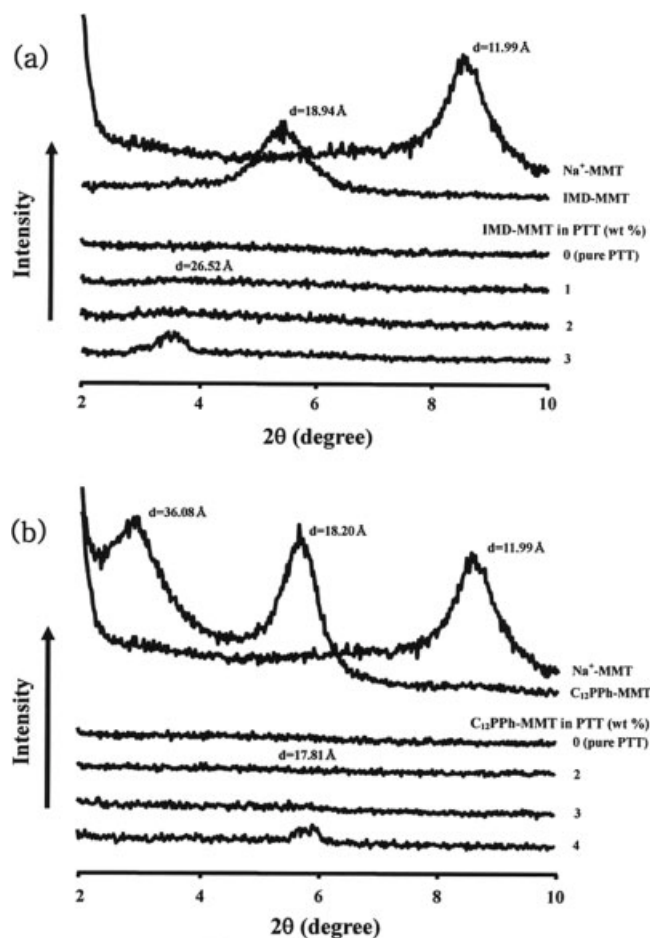 (a)
d=11.99 Å
d=18.94 Å
Na⁺-MMT
IMD-MMT
IMD-MMT in PTT (wt %)
0 (pure PTT)
d=26.52 Å
1
2
3
Intensity
2 4 6 8 10
2θ (degree)
(b)
d=36.08 Å
d=18.20 Å
d=11.99 Å
Na⁺-MMT
C₁₂PPh-MMT
C₁₂PPh-MMT in PTT (wt %)
0 (pure PTT)
d=17.81 Å
2
3
4
Intensity
2 4 6 8 10
2θ (degree)